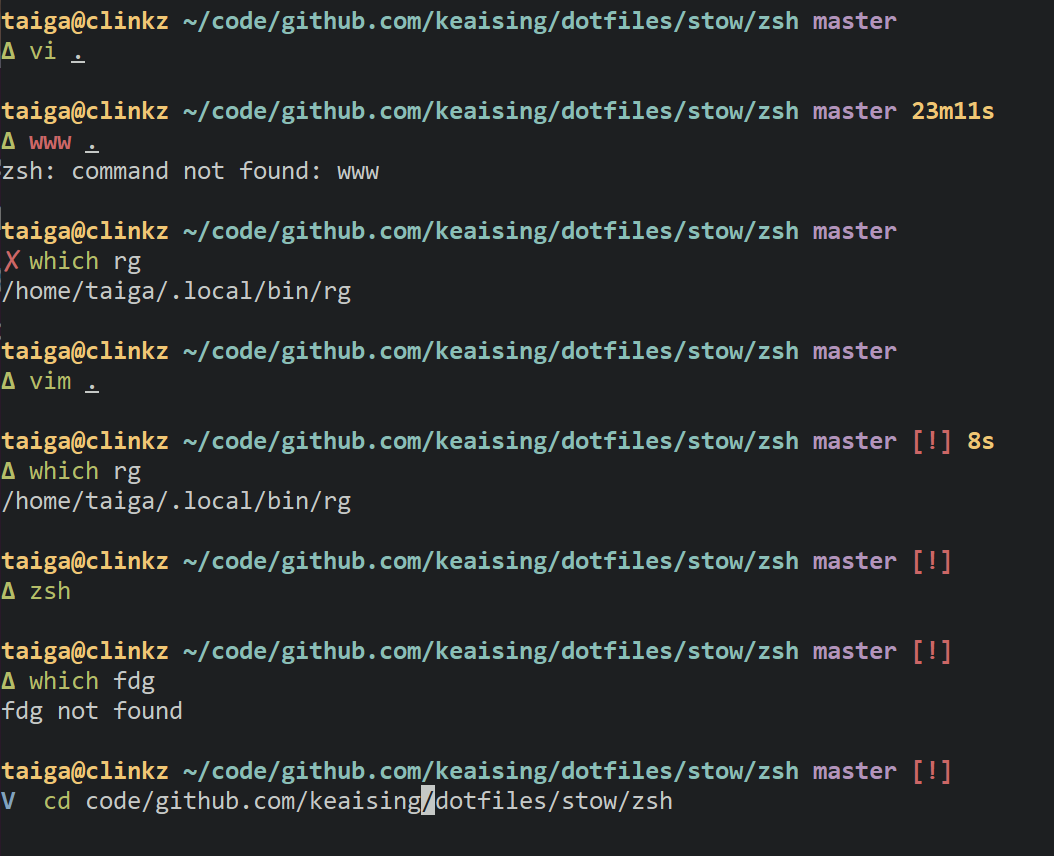 taiga@clinkz ~/code/github.com/keaising/dotfiles/stow/zsh master
Δ vi .
taiga@clinkz ~/code/github.com/keaising/dotfiles/stow/zsh master 23m11s
Δ www .
zsh: command not found: www
taiga@clinkz ~/code/github.com/keaising/dotfiles/stow/zsh master
✗ which rg
/home/taiga/.local/bin/rg
taiga@clinkz ~/code/github.com/keaising/dotfiles/stow/zsh master
Δ vim .
taiga@clinkz ~/code/github.com/keaising/dotfiles/stow/zsh master [!] 8s
Δ which rg
/home/taiga/.local/bin/rg
taiga@clinkz ~/code/github.com/keaising/dotfiles/stow/zsh master [!]
Δ zsh
taiga@clinkz ~/code/github.com/keaising/dotfiles/stow/zsh master [!]
Δ which fdg
fdg not found
taiga@clinkz ~/code/github.com/keaising/dotfiles/stow/zsh master [!]
V  cd code/github.com/keaising/dotfiles/stow/zsh